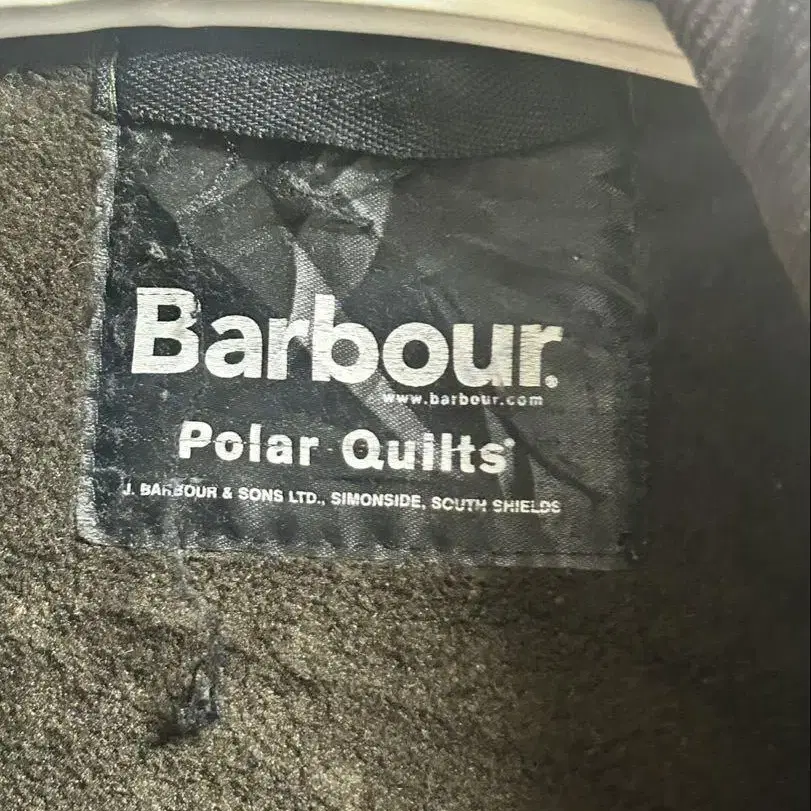 Barbour.
www.barbour.com
Polar Quilts
J. BARBOUR & SONS LTD., SIMONSIDE, SOUTH SHIELDS